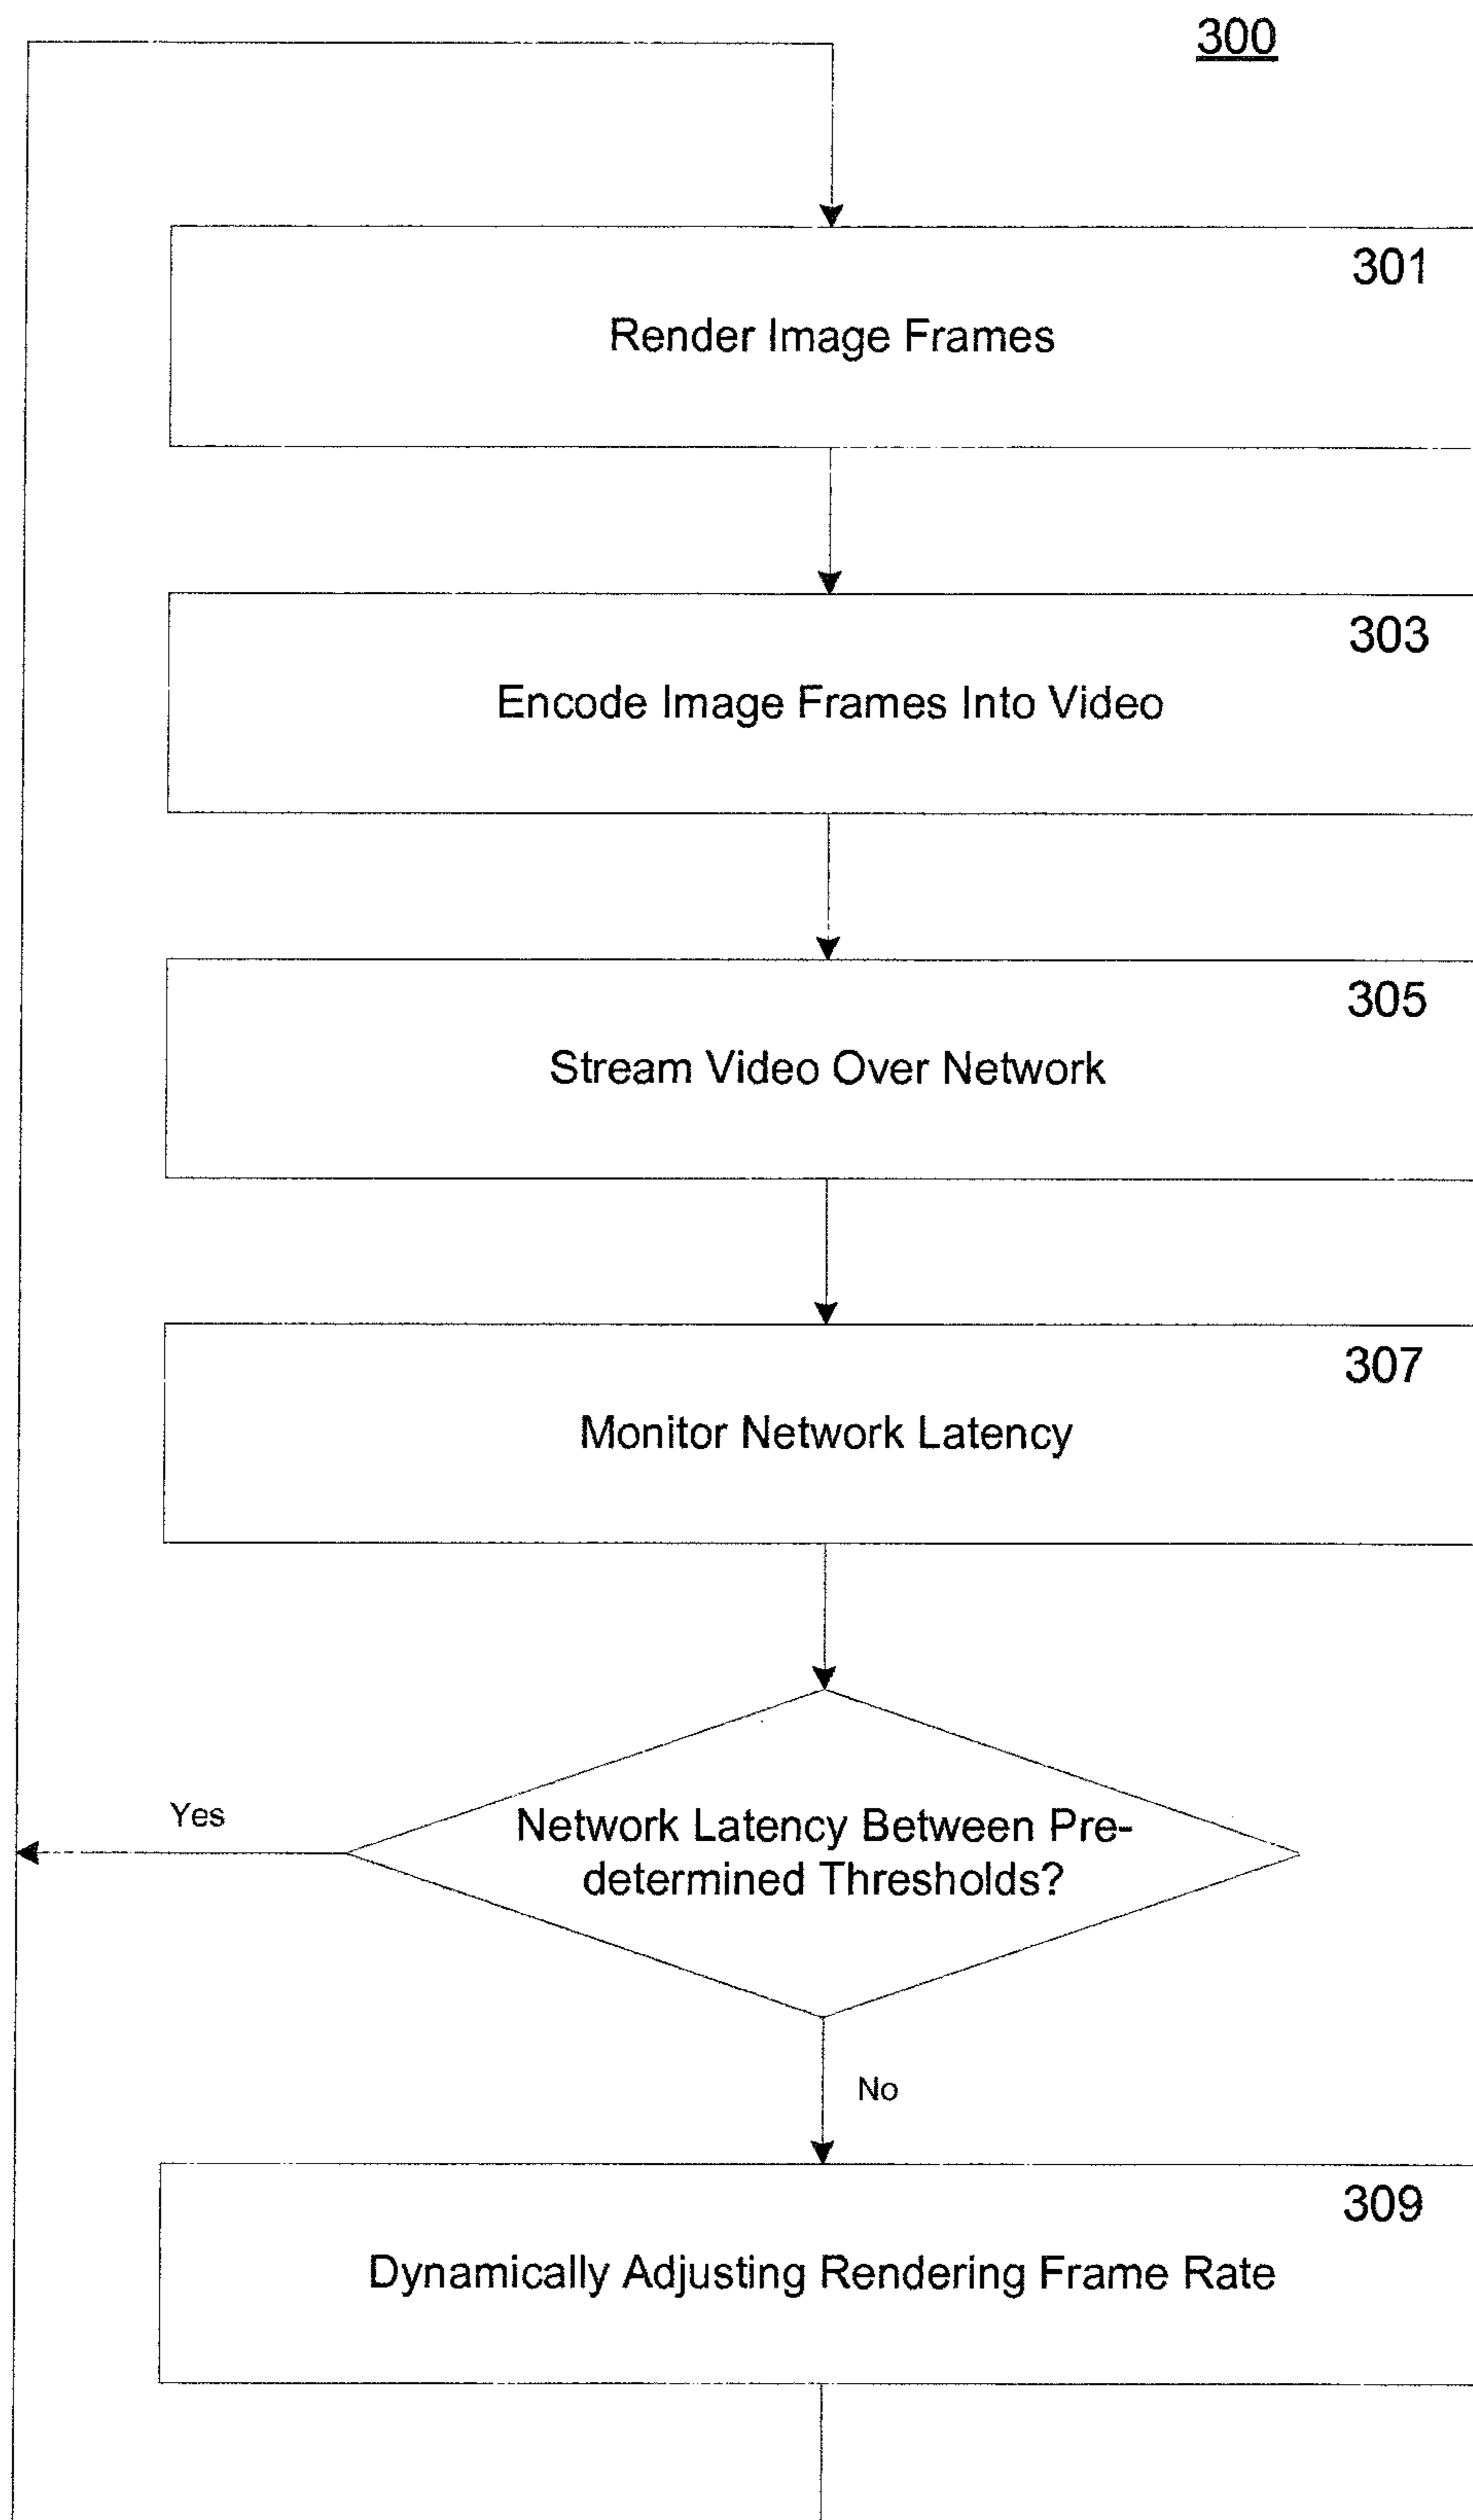 300
301
Render Image Frames
303
Encode Image Frames Into Video
305
Stream Video Over Network
307
Monitor Network Latency
Yes
Network Latency Between Pre-
determined Thresholds?
No
309
Dynamically Adjusting Rendering Frame Rate